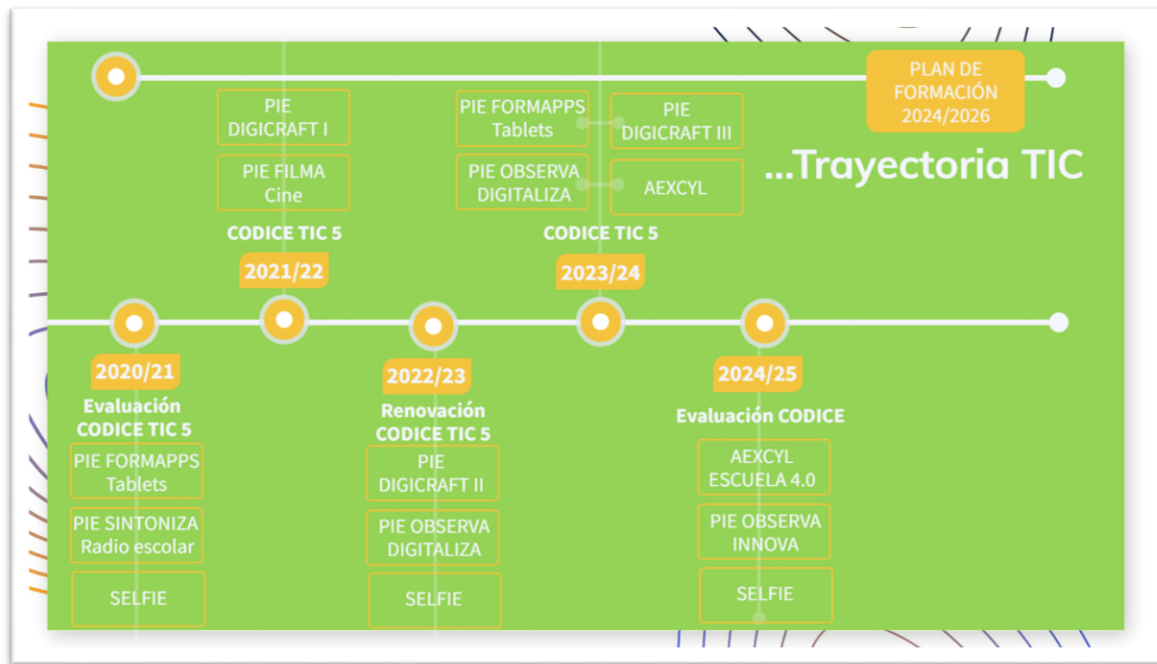 PLAN DE
FORMACIÓN
2024/2026
...Trayectoria TIC
PIE
DIGICRAFT I
PIE FILMA
Cine
CODICE TIC 5
2021/22
PIE FORMAPPS
Tablets
PIE
DIGICRAFT III
PIE OBSERVA
DIGITALIZA
AEXCYL
CODICE TIC 5
2023/24
2020/21
Evaluación
CODICE TIC 5
PIE FORMAPPS
Tablets
PIE SINTONIZA
Radio escolar
SELFIE
2022/23
Renovación
CODICE TIC 5
PIE
DIGICRAFT II
PIE OBSERVA
DIGITALIZA
SELFIE
2024/25
Evaluación CODICE
AEXCYL
ESCUELA 4.0
PIE OBSERVA
INNOVA
SELFIE